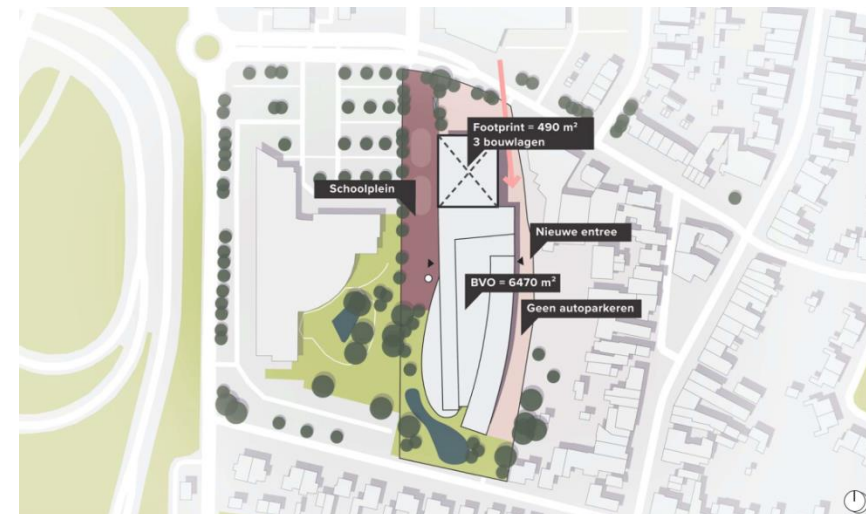 Footprint = 490 m²
3 bouwlagen
Schoolplein
Nieuwe entree
BVO = 6470 m²
Geen autoparkeren